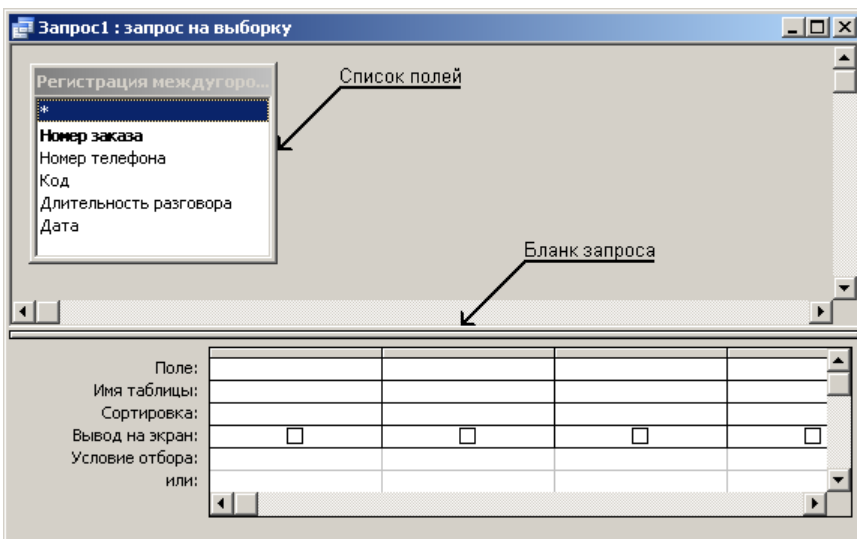 Запрос1 : запрос на выборку
Регистрация междугоро...
Список полей
*
Номер заказа
Номер телефона
Код
Длительность разговора
Дата
Бланк запроса
Поле:
Имя таблицы:
Сортировка:
Вывод на экран:
Условие отбора:
или: